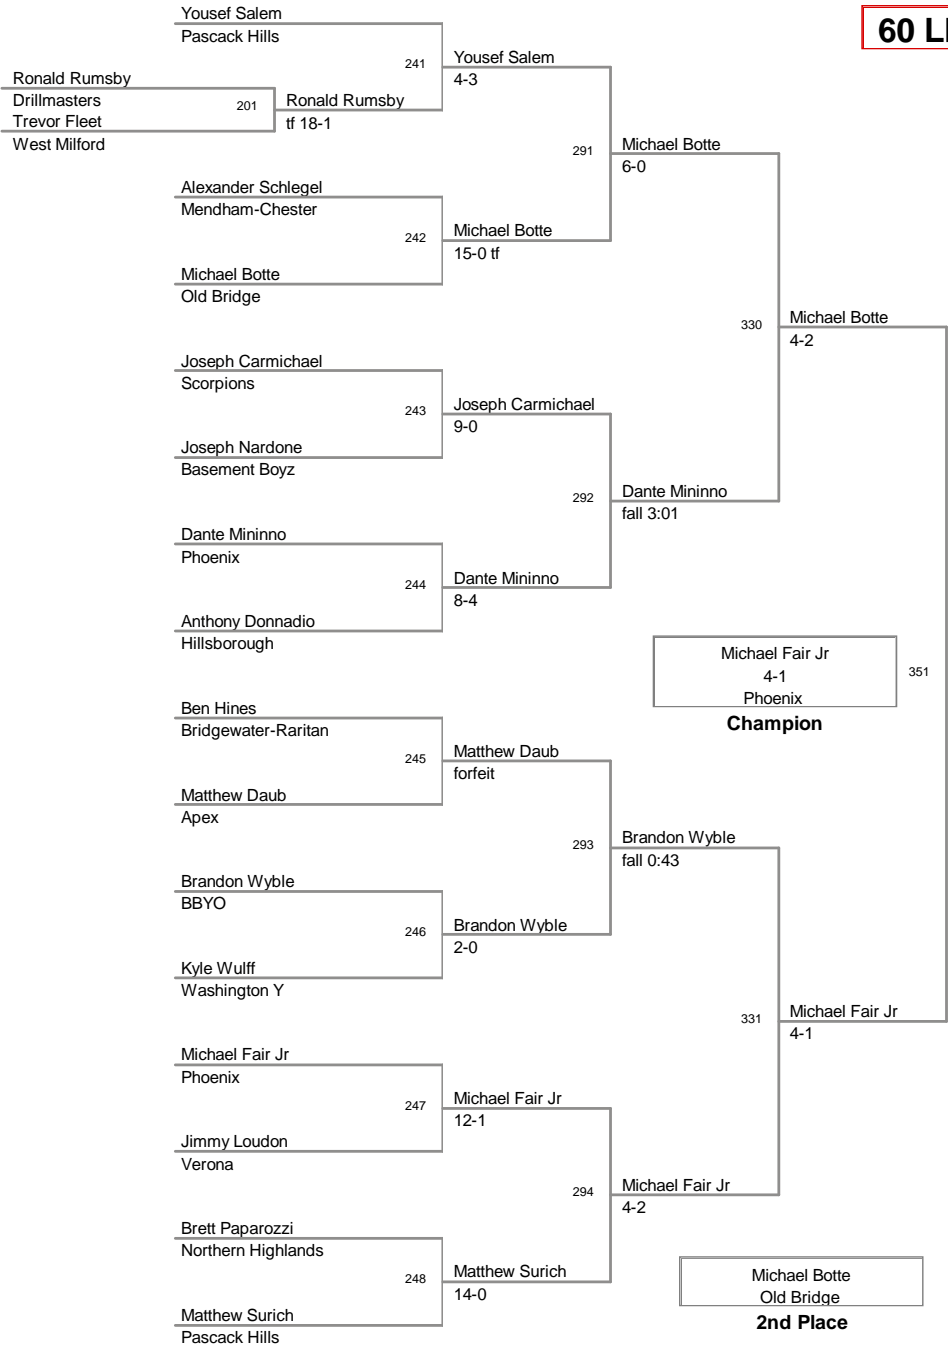 Yousef Salem
Pascack Hills
60
241
Yousef Salem
4-3
Ronald Rumsby
Drillmasters
201
Ronald Rumsby
tf 18-1
Trevor Fleet
West Milford
291
Michael Botte
6-0
Alexander Schlegel
Mendham-Chester
242
Michael Botte
15-0 tf
Michael Botte
Old Bridge
330
Michael Botte
4-2
Joseph Carmichael
Scorpions
243
Joseph Carmichael
9-0
Joseph Nardone
Basement Boyz
292
Dante Mininno
fall 3:01
Dante Mininno
Phoenix
244
Dante Mininno
8-4
Anthony Donnadio
Hillsborough
Michael Fair Jr
4-1
Phoenix
351
Champion
Ben Hines
Bridgewater-Raritan
245
Matthew Daub
forfeit
Matthew Daub
Apex
293
Brandon Wyble
fall 0:43
Brandon Wyble
BBYO
246
Brandon Wyble
2-0
Kyle Wulff
Washington Y
331
Michael Fair Jr
4-1
Michael Fair Jr
Phoenix
247
Michael Fair Jr
12-1
Jimmy Loudon
Verona
294
Michael Fair Jr
4-2
Brett Paparozzi
Northern Highlands
248
Matthew Surich
14-0
Matthew Surich
Pascack Hills
Michael Botte
Old Bridge
2nd Place